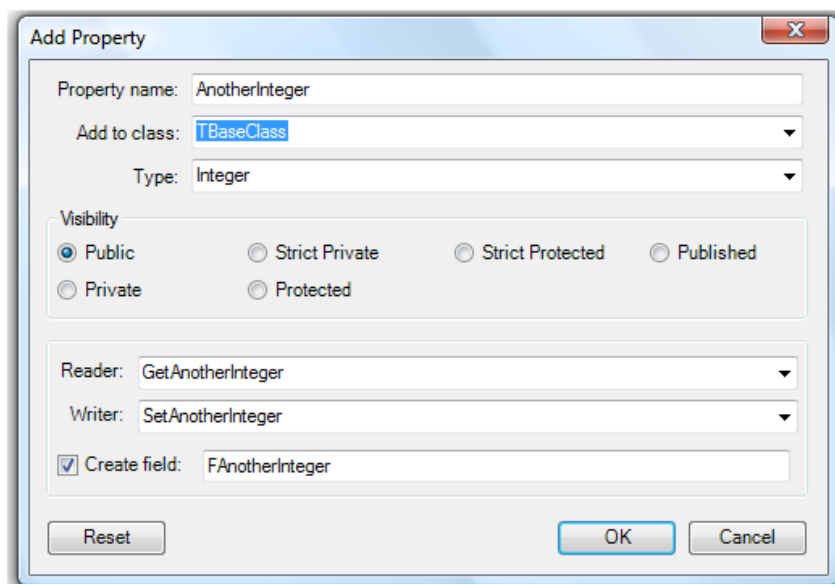 Add Property
Property name: AnotherInteger
Add to class: TBaseClass
Type: Integer
Visibility
Public Strict Private Strict Protected Published
Private Protected
Reader: GetAnotherInteger
Writer: SetAnotherInteger
Create field: FAnotherInteger
Reset OK Cancel